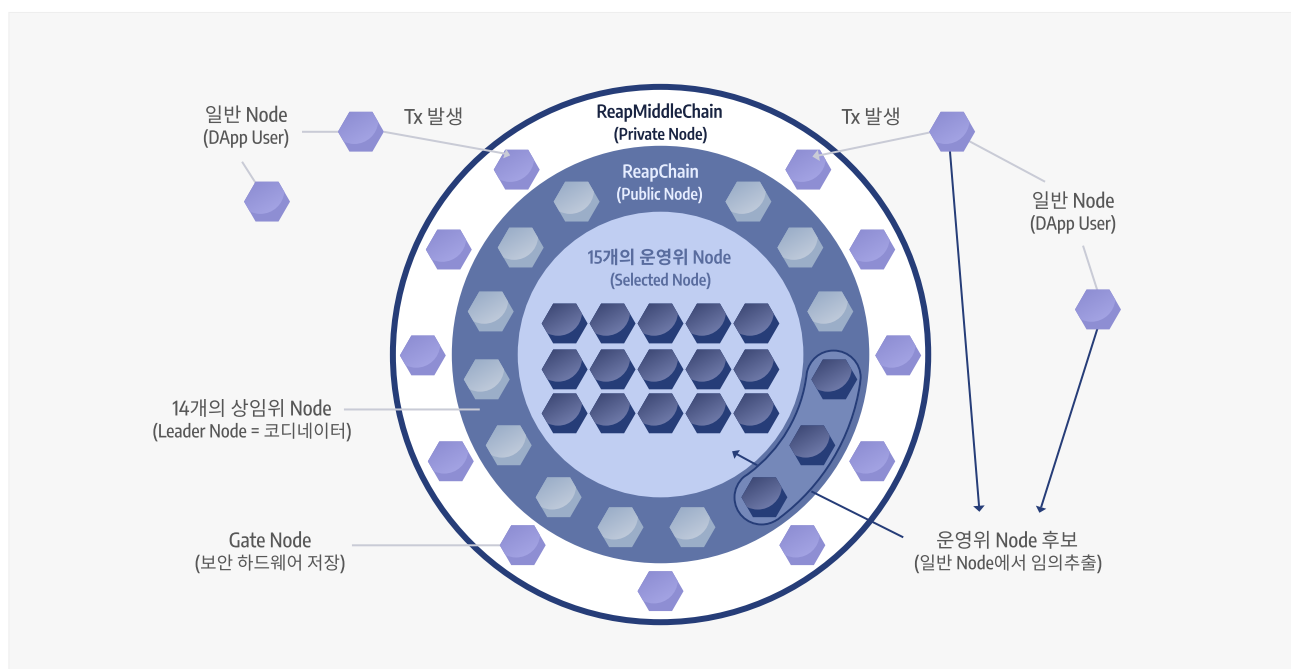 ReapMiddleChain
(Private Node)
일반 Node
(DApp User)
Tx 발생
Tx 발생
ReapChain
(Public Node)
일반 Node
(DApp User)
15개의 운영위 Node
(Selected Node)
14개의 상임위 Node
(Leader Node = 코디네이터)
Gate Node
(보안 하드웨어 저장)
운영위 Node 후보
(일반 Node에서 임의추출)